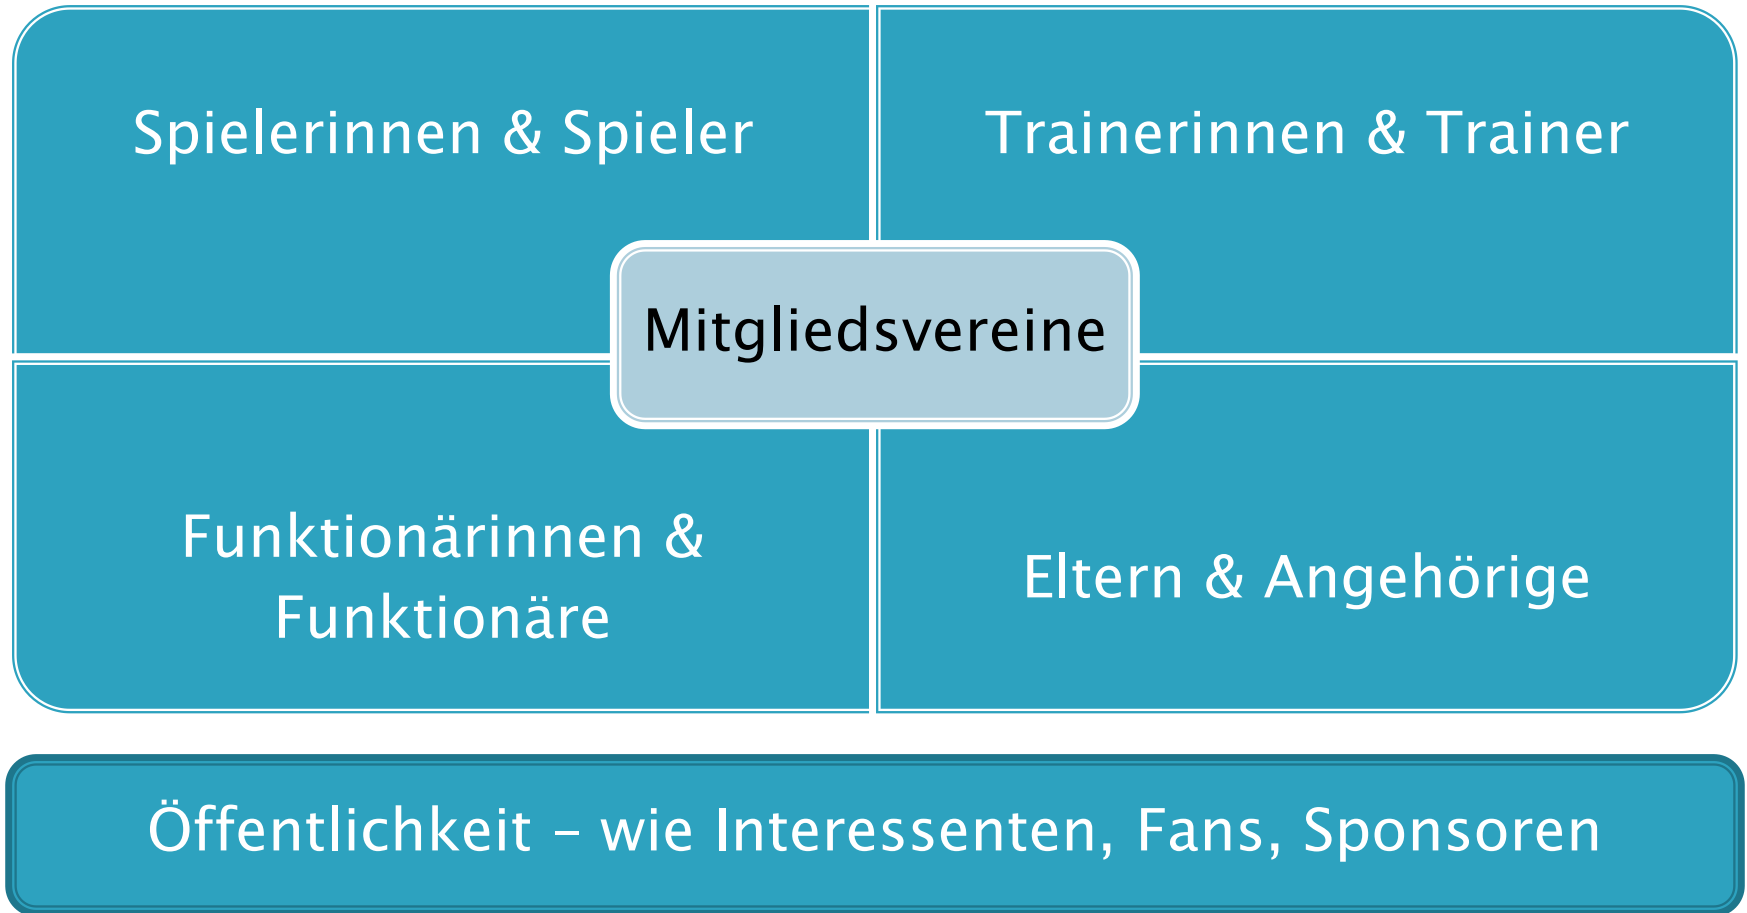 Spielerinnen & Spieler
Trainerinnen & Trainer
Mitgliedsvereine
Funktionärinnen &
Funktionäre
Eltern & Angehörige
Öffentlichkeit – wie Interessenten, Fans, Sponsoren